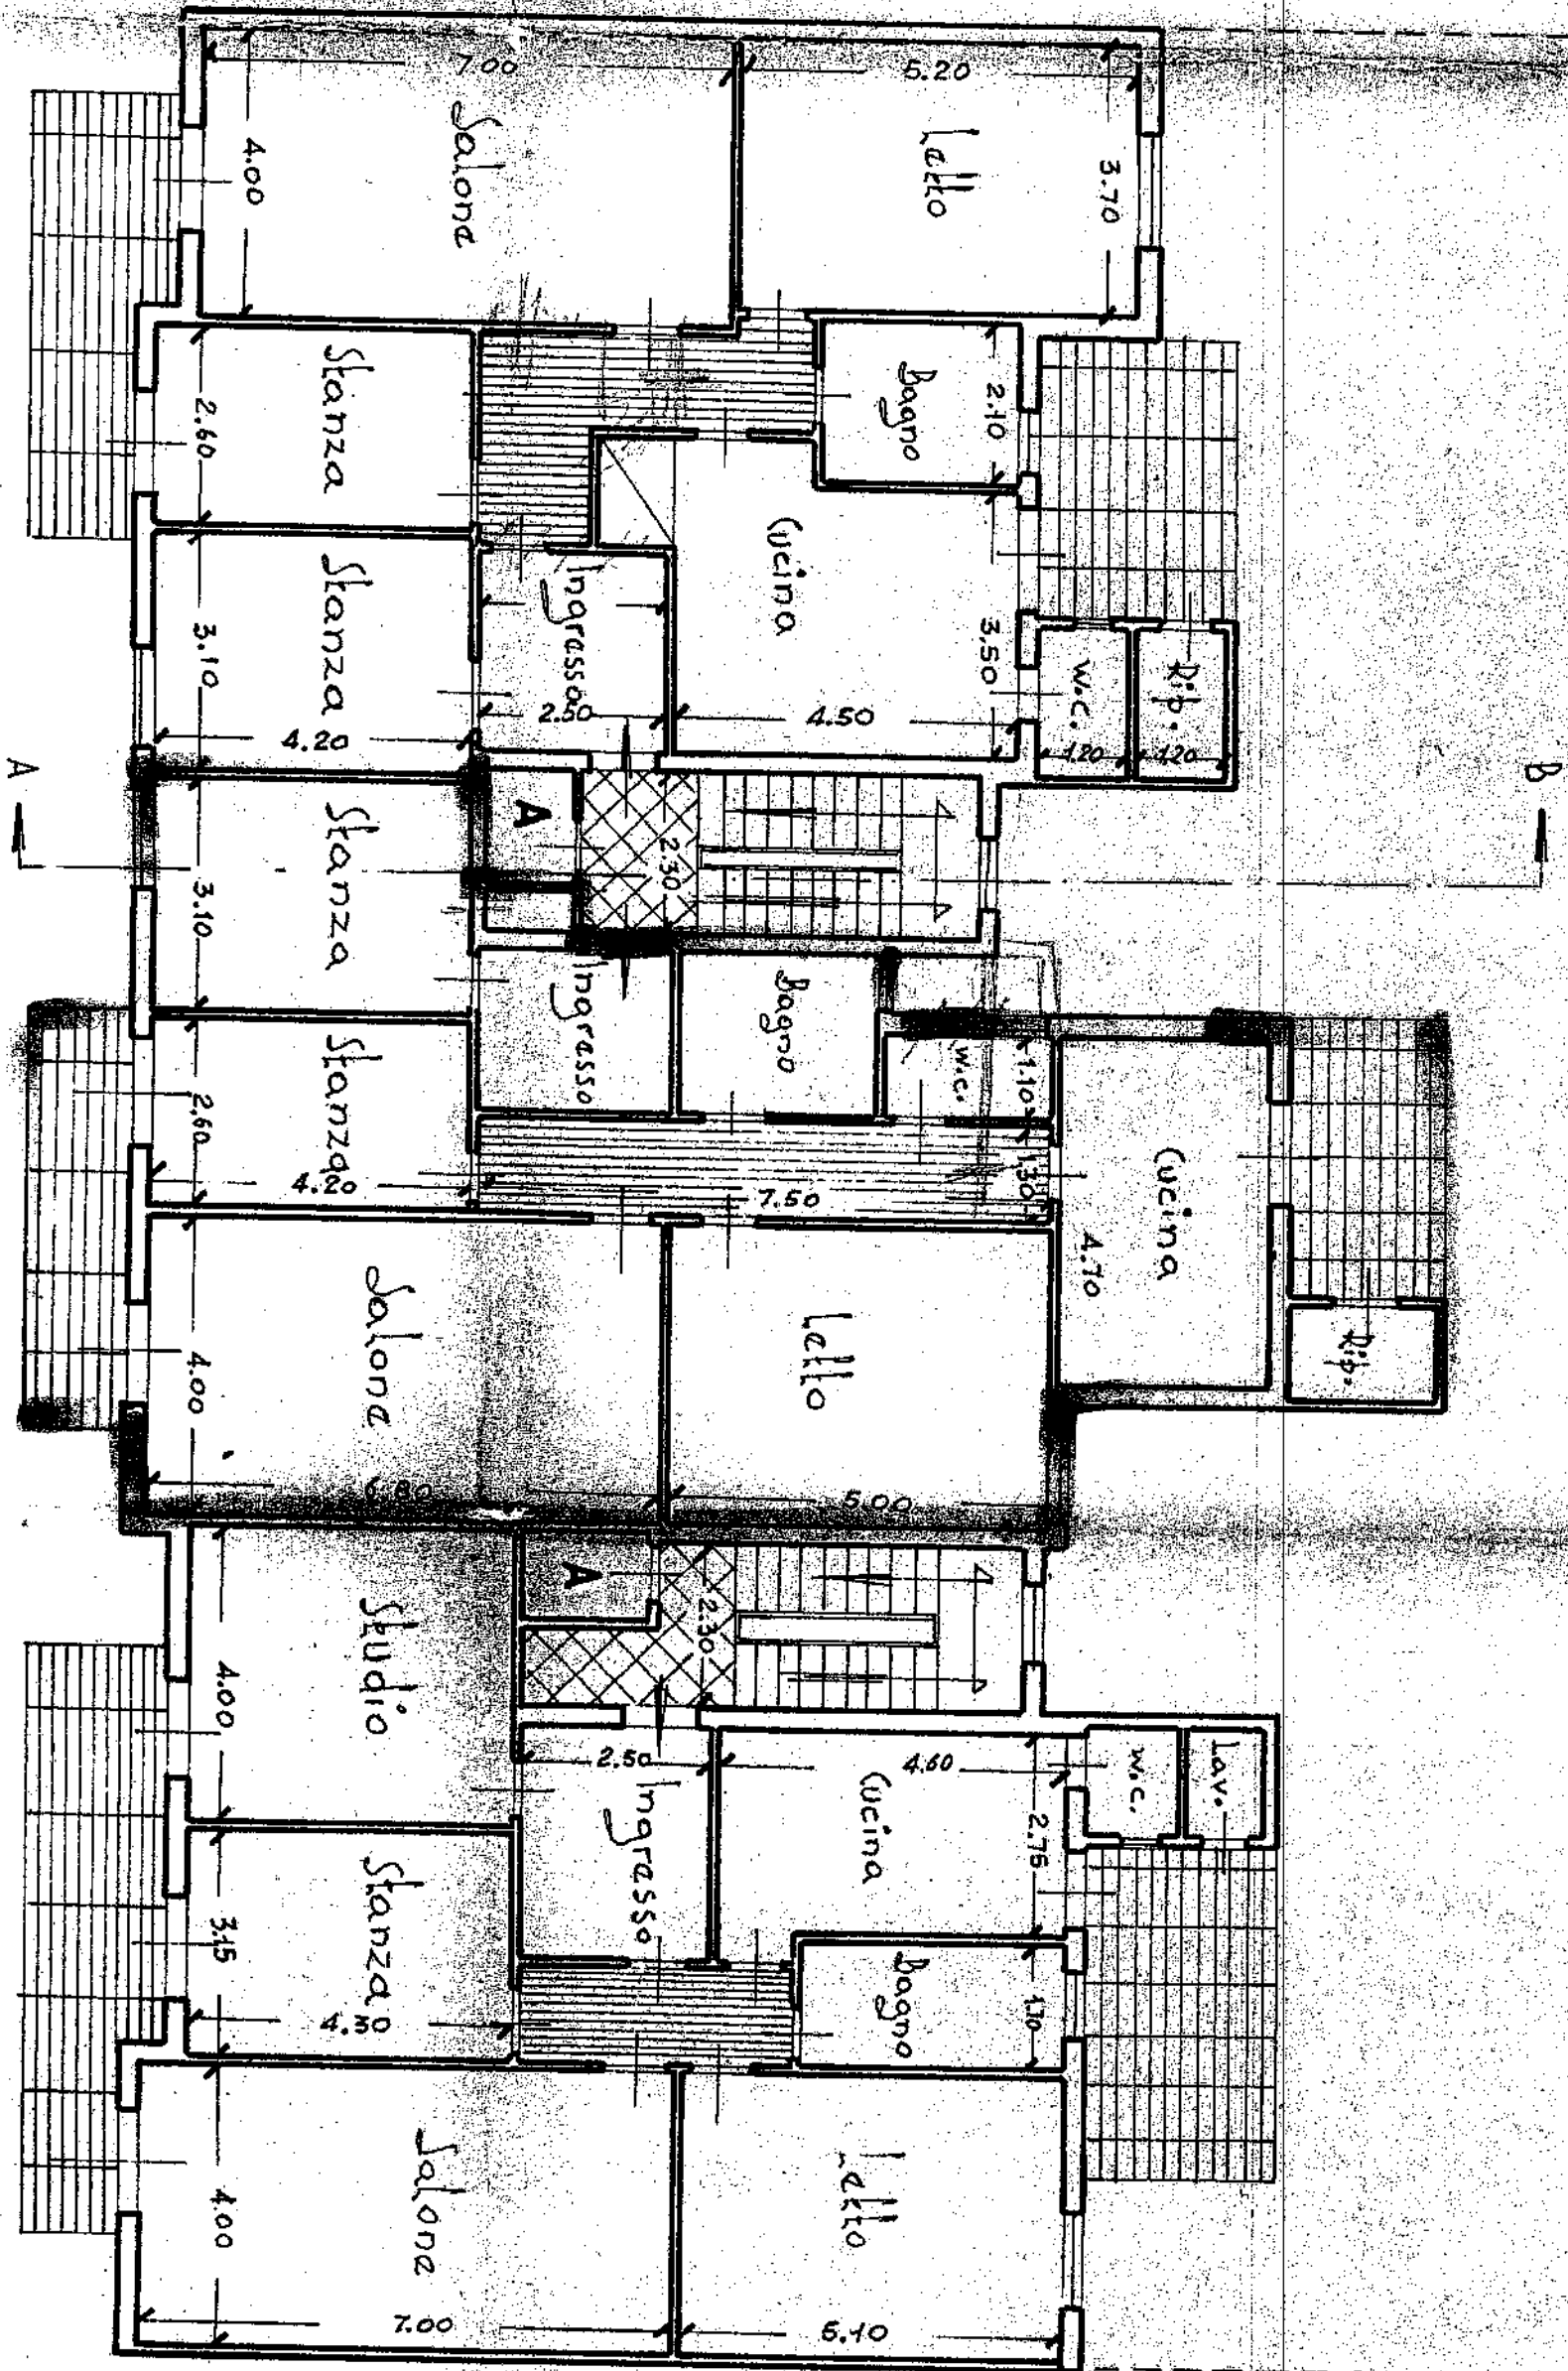 7.00
5.20
Salone
Letto
4.00
3.70
Stanza
2.60
Bagno
2.10
Stanza
3.10
4.20
Ingresso
2.50
Cucina
3.50
4.50
W.C.
1.20
Rip.
1.20
A
B
A
2.30
Stanza
3.10
Ingresso
Bagno
W.C.
1.10
Stanza
2.60
4.20
7.50
1.30
Cucina
4.70
Rip.
Salone
4.00
6.80
Letto
5.00
A
2.30
Studio
4.00
Ingresso
2.50
Cucina
4.60
2.75
W.C.
Lav.
Stanza
3.15
4.30
Bagno
1.70
Salone
4.00
7.00
Letto
5.10